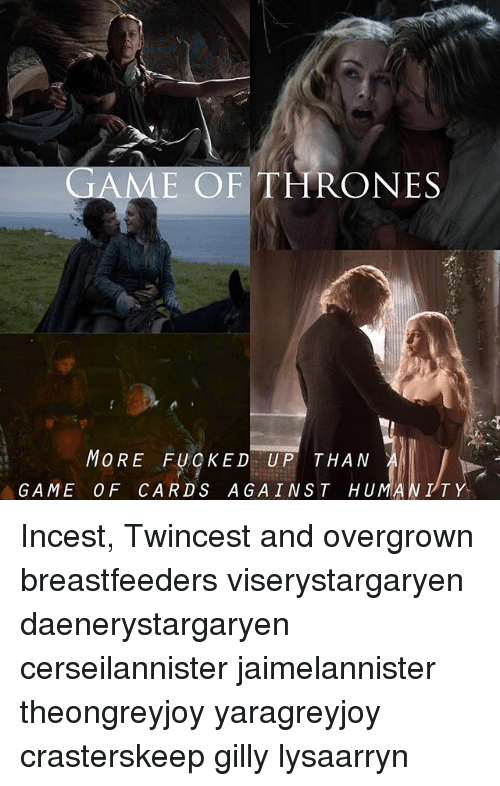 GAME OF THRONES
MORE FUCKED UP THAN A
GAME OF CARDS AGAINST HUMANITY
Incest, Twincest and overgrown
breastfeeders viserystargaryen
daenerystargaryen
cerseilannister jaimelannister
theongreyjoy yaragreyjoy
crasterskeep gilly lysaarryn